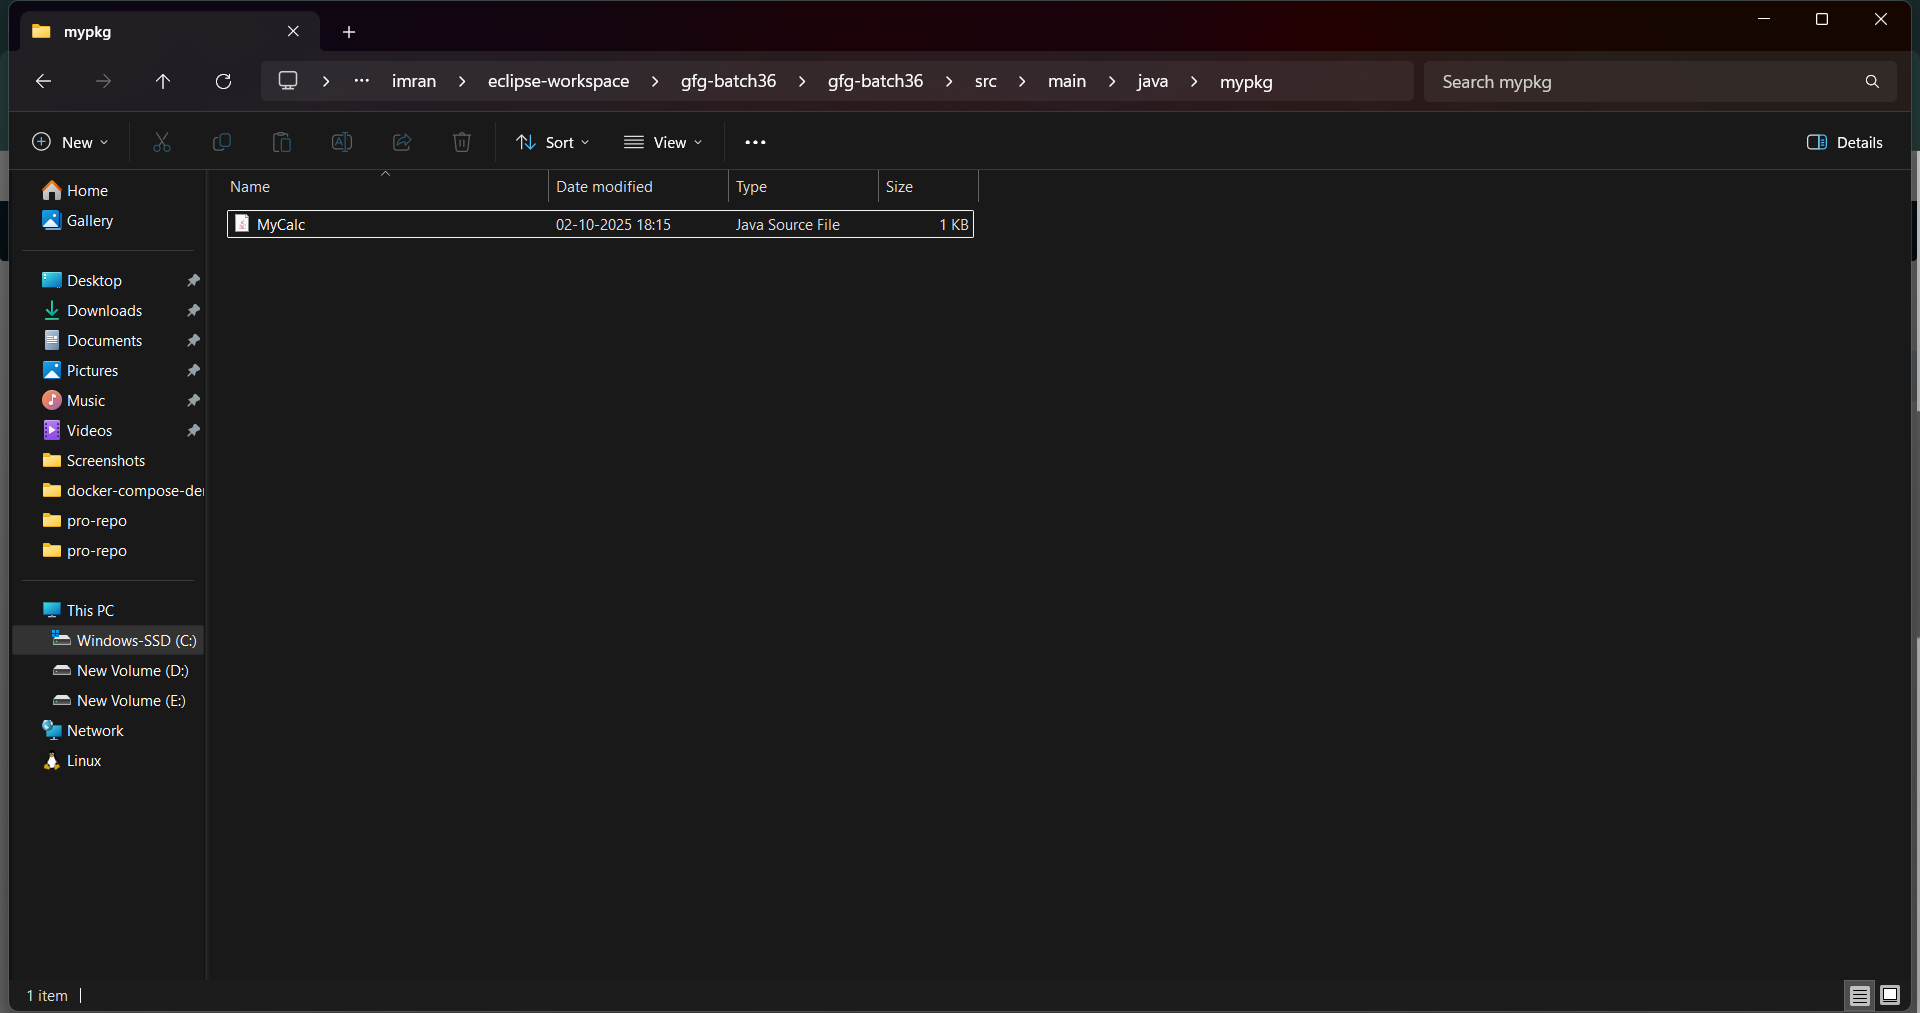 mypkg
imran > eclipse-workspace > gfg-batch36 > gfg-batch36 > src > main > java > mypkg
Search mypkg
New
Sort
View
Details
Name
Date modified
Type
Size
MyCalc
02-10-2025 18:15
Java Source File
1 KB
Home
Gallery
Desktop
Downloads
Documents
Pictures
Music
Videos
Screenshots
docker-compose-de
pro-repo
pro-repo
This PC
Windows-SSD (C:)
New Volume (D:)
New Volume (E:)
Network
Linux
1 item